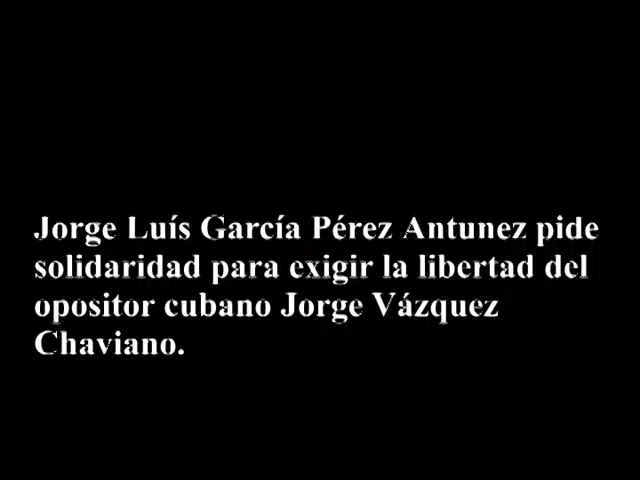 Jorge Luís García Pérez Antunez pide
solidaridad para exigir la libertad del
opositor cubano Jorge Vázquez
Chaviano.